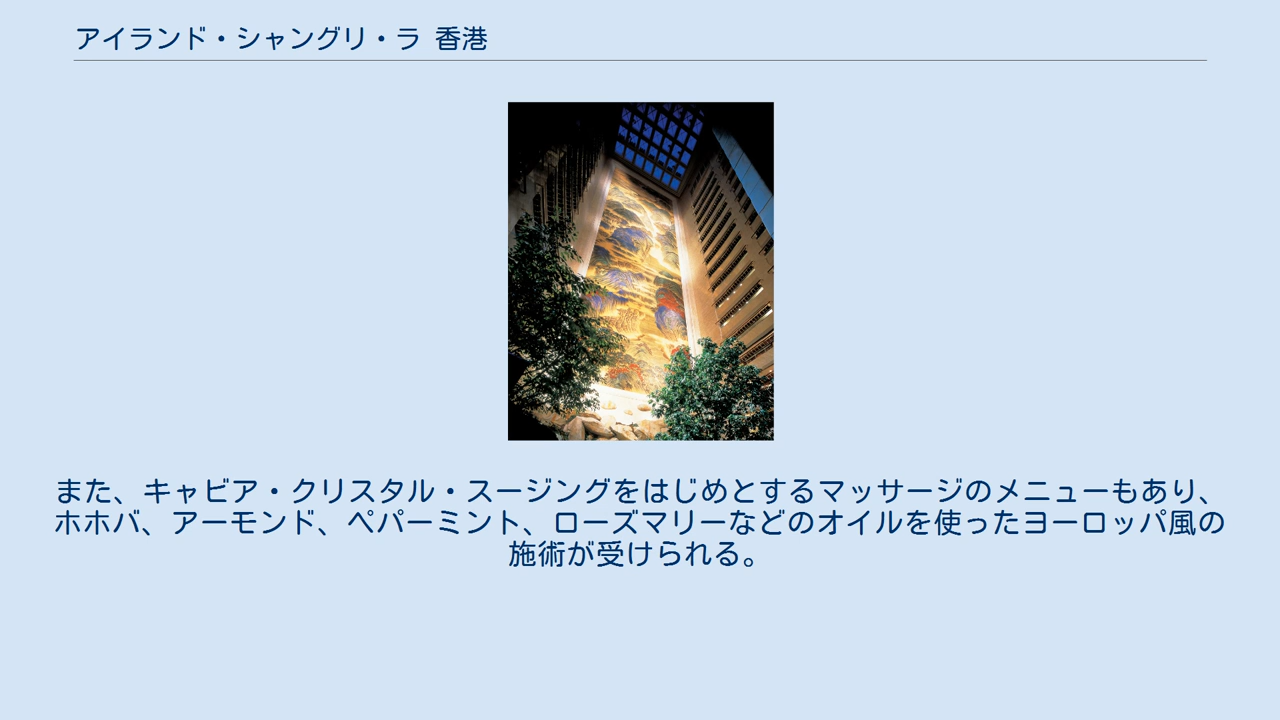 アイランド・シャングリ・ラ 香港
また、キャビア・クリスタル・スージングをはじめとするマッサージのメニューもあり、
ホホバ、アーモンド、ペパーミント、ローズマリーなどのオイルを使ったヨーロッパ風の
施術が受けられる。